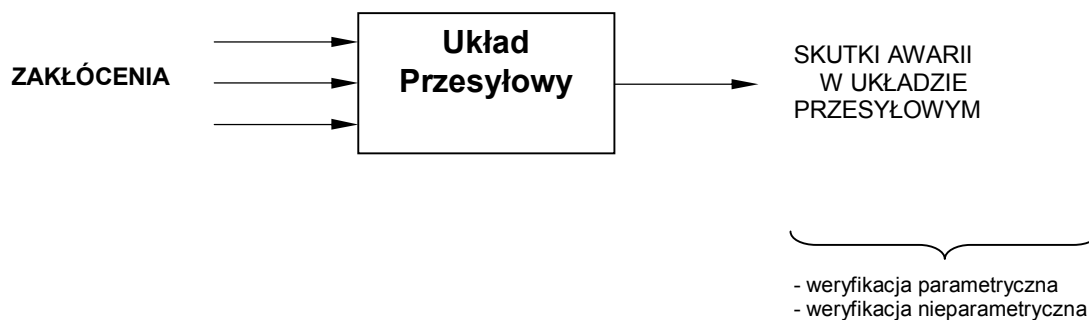 ZAKŁÓCENIA
Układ
Przesyłowy
SKUTKI AWARII
W UKŁADZIE
PRZESYŁOWYM
- weryfikacja parametryczna
- weryfikacja nieparametryczna